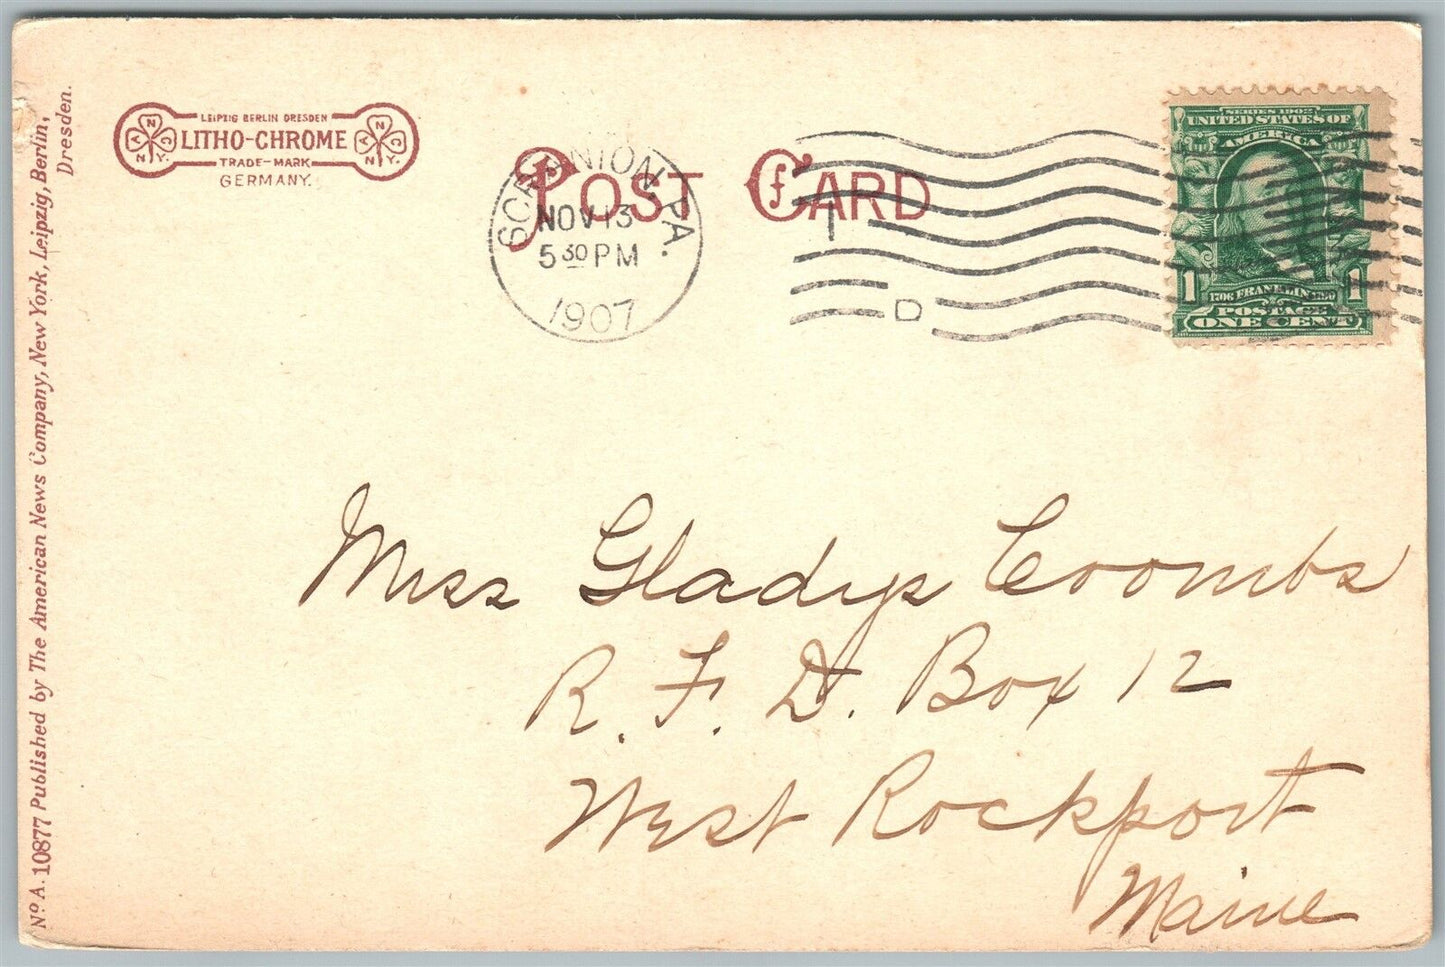 LEIPZIG BERLIN DRESDEN
LITHO-CHROME
TRADE-MARK
GERMANY.
N Y C
N Y C A
POST CARD
SCRANTON, PA.
NOV 13
5 30 PM
1907
D
SERIES 1902
UNITED STATES OF
AMERICA
1 1706 FRANKLIN 1790 1
POSTAGE
ONE CENT
Miss Gladys Coombs
R. F. D. Box 12
West Rockport
Maine
No A. 10877 Published by The American News Company, New York, Leipzig, Berlin,
Dresden.